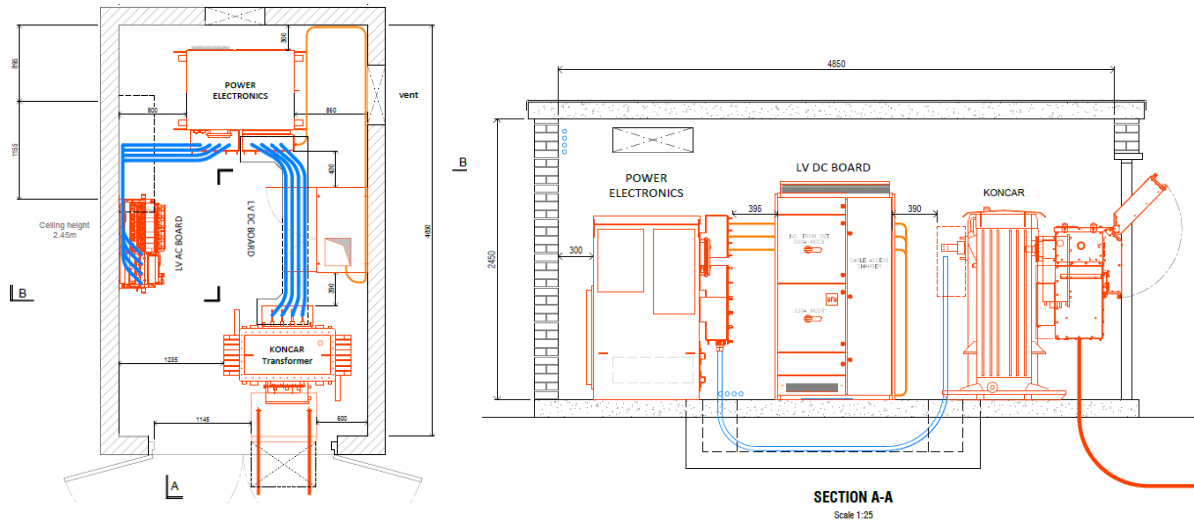 300
895
POWER
ELECTRONICS
vent
800
860
1155
430
Ceiling height
2.45m
LV AC BOARD
LV DC BOARD
4850
B
390
KONCAR
Transformer
1235
1145
600
A
4850
B
LV DC BOARD
POWER
ELECTRONICS
KONCAR
395
390
300
2450
SECTION A-A
Scale 1:25